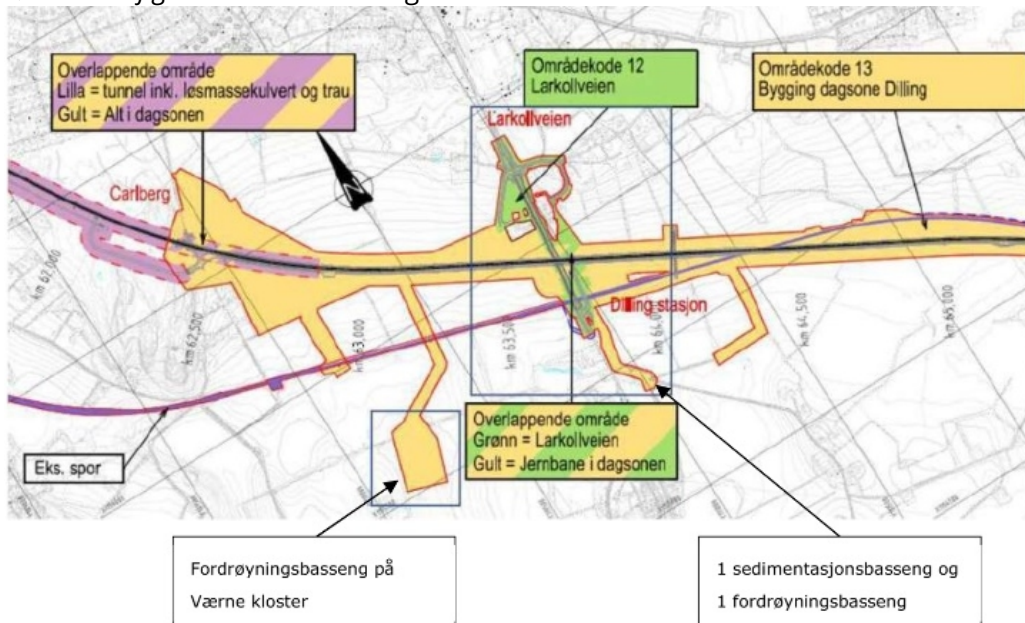 Overlappende område
Lilla = tunnel inkl. løsmassekulvert og trau
Gult = Alt i dagsonen
Områdekode 12
Larkollveien
Områdekode 13
Bygging dagsone Dilling
Larkollveien
Carlberg
Dilling stasjon
km 62,000
km 62,500
km 63,000
km 63,500
km 64,000
km 64,500
km 65,000
Eks. spor
Overlappende område
Grønn = Larkollveien
Gult = Jernbane i dagsonen
Fordrøyningsbasseng på
Værne kloster
1 sedimentasjonsbasseng og
1 fordrøyningsbasseng